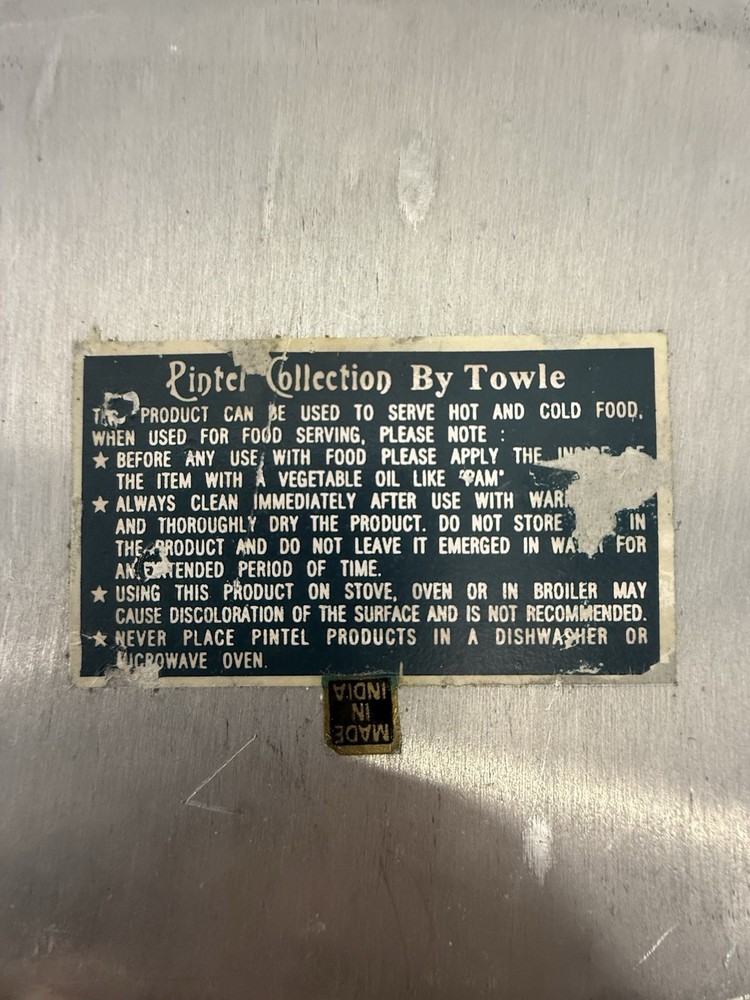 Pintel Collection By Towle
PRODUCT CAN BE USED TO SERVE HOT AND COLD FOOD,
WHEN USED FOR FOOD SERVING, PLEASE NOTE :
★ BEFORE ANY USE WITH FOOD PLEASE APPLY THE
THE ITEM WITH A VEGETABLE OIL LIKE "PAM"
★ ALWAYS CLEAN IMMEDIATELY AFTER USE WITH
AND THOROUGHLY DRY THE PRODUCT. DO NOT STORE IN
THE PRODUCT AND DO NOT LEAVE IT EMERGED IN FOR
AN EXTENDED PERIOD OF TIME.
★ USING THIS PRODUCT ON STOVE, OVEN OR IN BROILER MAY
CAUSE DISCOLORATION OF THE SURFACE AND IS NOT RECOMMENDED.
★ NEVER PLACE PINTEL PRODUCTS IN A DISHWASHER OR
MICROWAVE OVEN.
MADE
IN
INDIA